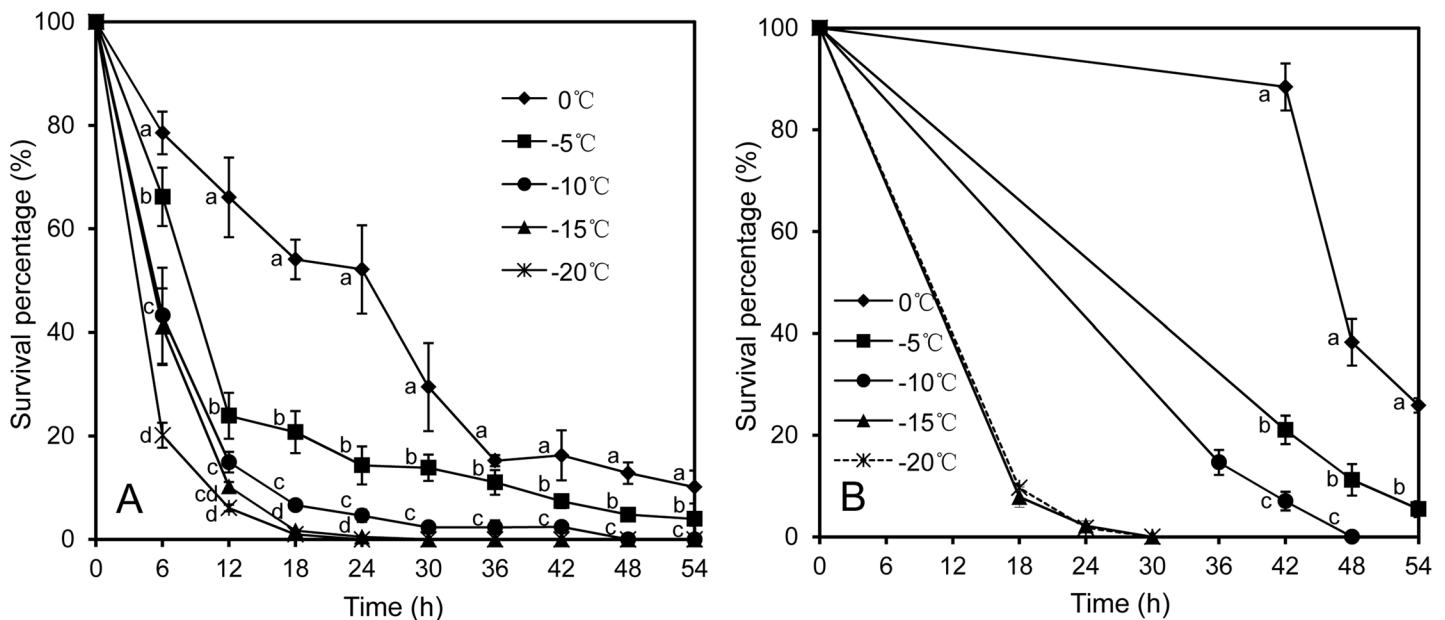 100
80
60
40
20
0
Survival percentage (%)
0℃
-5℃
-10℃
-15℃
-20℃
a
a
a
a
a
a
a
a
a
b
b
b
b
b
b
b
b
b
c
c
c
c
c
c
c
c
c
d
cd
d
d
d
A
0 6 12 18 24 30 36 42 48 54
Time (h)
100
80
60
40
20
0
Survival percentage (%)
a
a
a
0℃
-5℃
-10℃
-15℃
-20℃
b
b
c
c
B
0 6 12 18 24 30 36 42 48 54
Time (h)